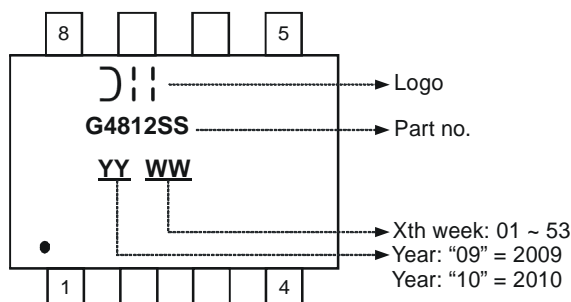 8 5
Logo
G4812SS Part no.
YY WW
Xth week: 01 ~ 53
Year: “09” = 2009
Year: “10” = 2010
1 4